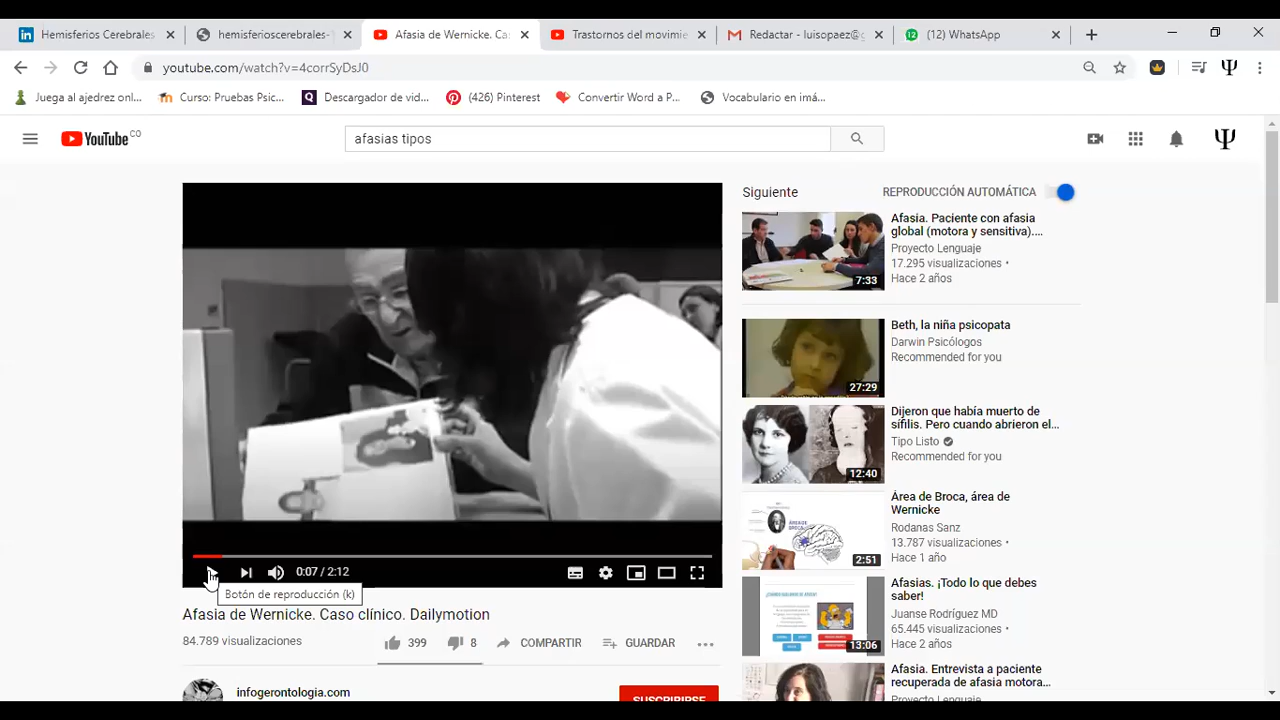 Hemisferios Cerebrales
hemisferioscerebrales-
Afasia de Wernicke. Cas
Trastornos del movimie
Redactar - luisopaez@g
(12) WhatsApp
youtube.com/watch?v=4corrSyDsJ0
Juega al ajedrez onl...
Curso: Pruebas Psic...
Descargador de vid...
(426) Pinterest
Convertir Word a P...
Vocabulario en imá...
YouTube CO
afasias tipos
Siguiente
REPRODUCCIÓN AUTOMÁTICA
Afasia. Paciente con afasia
global (motora y sensitiva)....
Proyecto Lenguaje
17.295 visualizaciones •
Hace 2 años
7:33
Beth, la niña psicopata
Darwin Psicólogos
Recommended for you
27:29
Dijeron que había muerto de
sífilis. Pero cuando abrieron el...
Tipo Listo
Recommended for you
12:40
Área de Broca, área de
Wernicke
Rodanas Sanz
13.787 visualizaciones •
Hace 1 año
2:51
Afasias. ¡Todo lo que debes
saber!
Juanse Rodríguez MD
65.445 visualizaciones •
Hace 2 años
13:06
Afasia. Entrevista a paciente
recuperada de afasia motora...
0:07 / 2:12
Botón de reproducción (k)
Afasia de Wernicke. Caso clínico. Dailymotion
84.789 visualizaciones
399
8
COMPARTIR
GUARDAR
infogerontologia.com
SUSCRIBIRSE
Proyecto Lenguaje